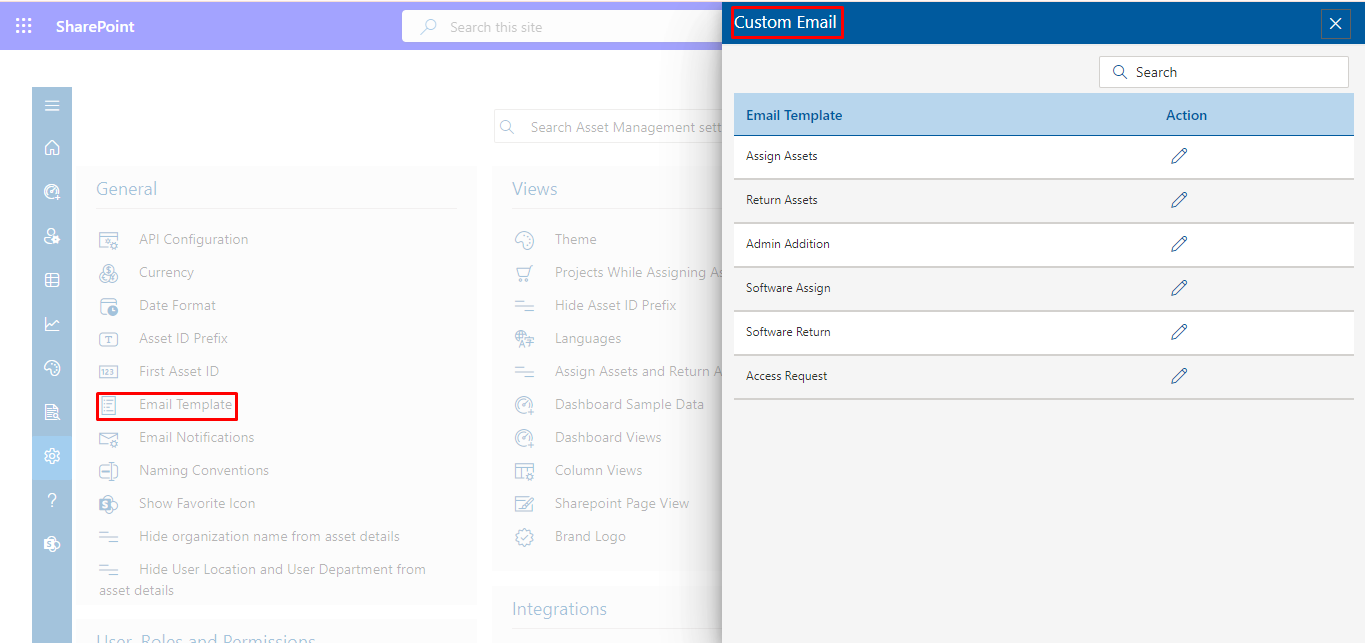 SharePoint
Search this site
Custom Email
Search
Search Asset Management sett
General
API Configuration
Currency
Date Format
Asset ID Prefix
First Asset ID
Email Template
Email Notifications
Naming Conventions
Show Favorite Icon
Hide organization name from asset details
Hide User Location and User Department from
asset details
User, Roles and Permissions
Views
Theme
Projects While Assigning As
Hide Asset ID Prefix
Languages
Assign Assets and Return A
Dashboard Sample Data
Dashboard Views
Column Views
Sharepoint Page View
Brand Logo
Integrations
Email Template Action
Assign Assets
Return Assets
Admin Addition
Software Assign
Software Return
Access Request